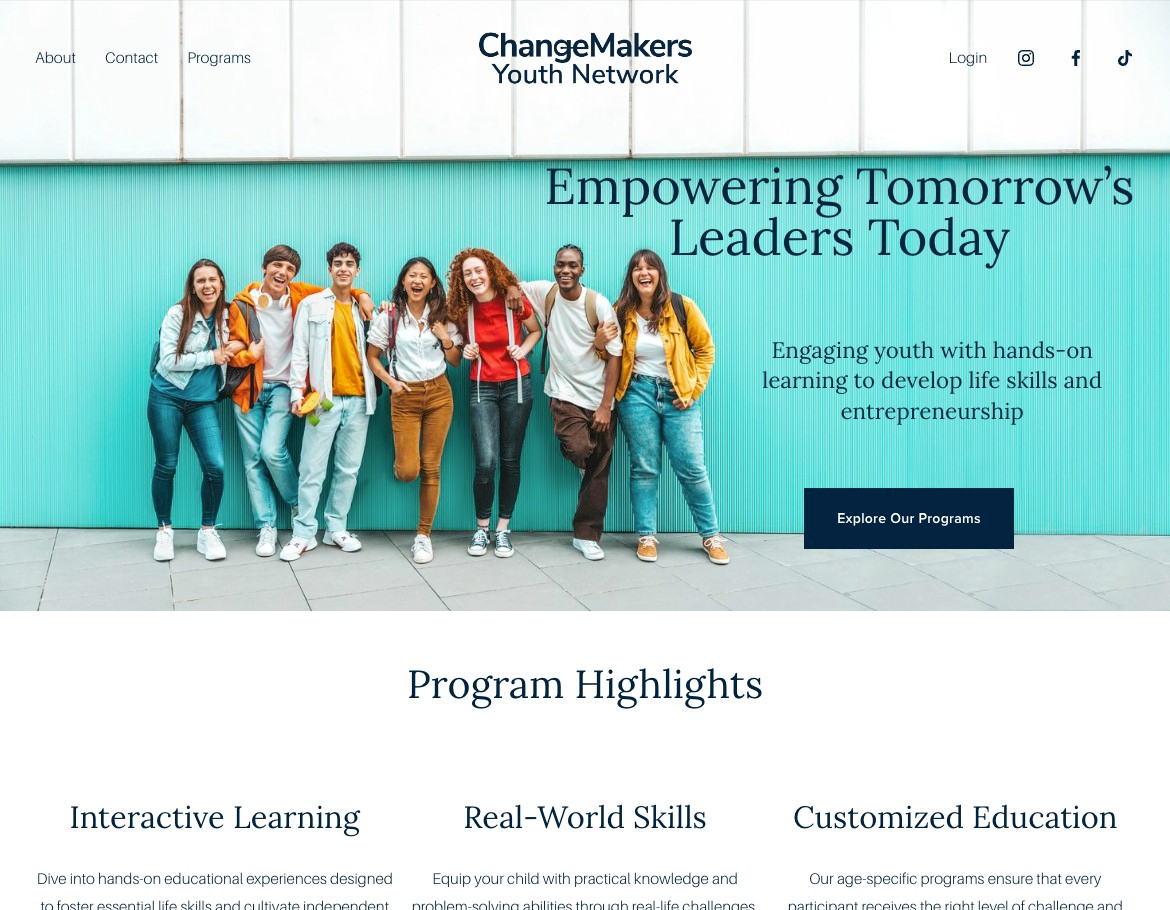 About
Contact
Programs
ChangeMakers
Youth Network
Login
Empowering Tomorrow’s
Leaders Today
Engaging youth with hands-on
learning to develop life skills and
entrepreneurship
Explore Our Programs
Program Highlights
Interactive Learning
Dive into hands-on educational experiences designed
to foster essential life skills and cultivate independent
Real-World Skills
Equip your child with practical knowledge and
problem-solving abilities through real-life challenges
Customized Education
Our age-specific programs ensure that every
participant receives the right level of challenge and